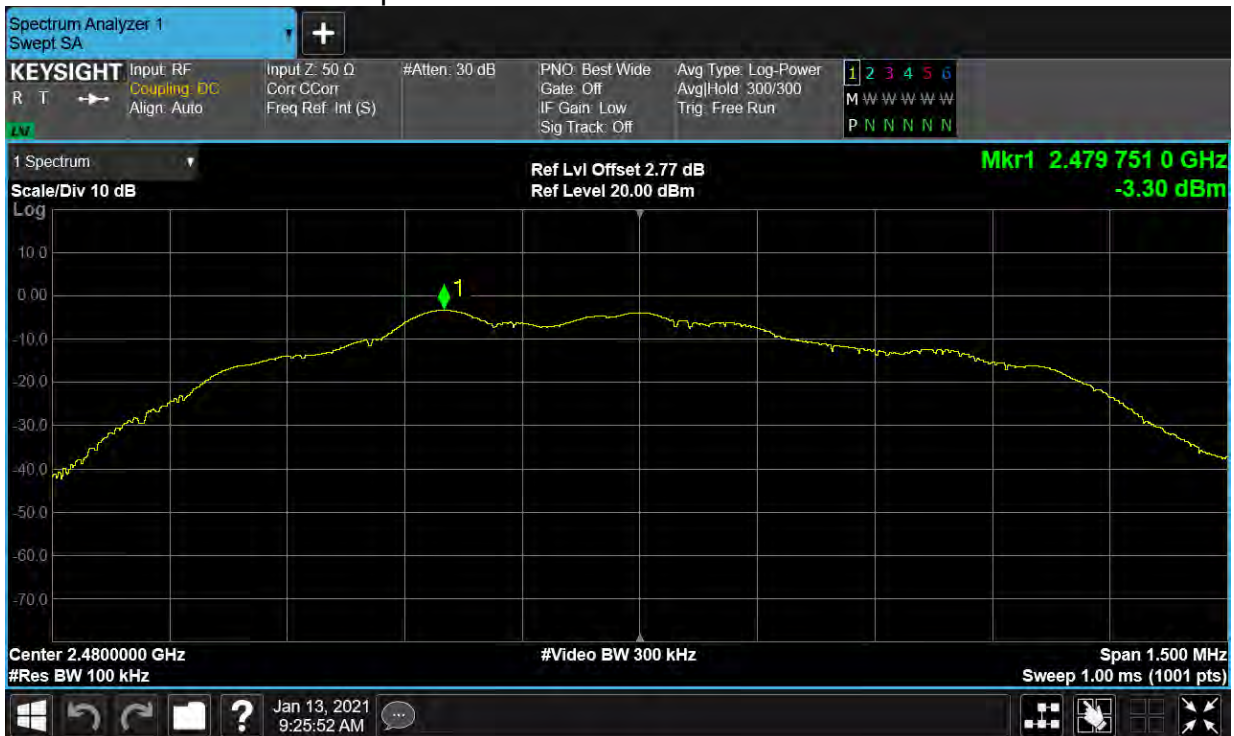 Spectrum Analyzer 1
Swept SA
+
KEYSIGHT
R T
LXI
Input: RF
Coupling: DC
Align: Auto
Input Z: 50 Ω
Corr CCorr
Freq Ref: Int (S)
#Atten: 30 dB
PNO: Best Wide
Gate: Off
IF Gain: Low
Sig Track: Off
Avg Type: Log-Power
Avg|Hold: 300/300
Trig: Free Run
1 2 3 4 5 6
M W W W W W
P N N N N N
1 Spectrum
Scale/Div 10 dB
Log
Ref Lvl Offset 2.77 dB
Ref Level 20.00 dBm
Mkr1 2.479 751 0 GHz
-3.30 dBm
10.0
0.00
-10.0
-20.0
-30.0
-40.0
-50.0
-60.0
-70.0
1
Center 2.4800000 GHz
#Res BW 100 kHz
#Video BW 300 kHz
Span 1.500 MHz
Sweep 1.00 ms (1001 pts)
?
Jan 13, 2021
9:25:52 AM